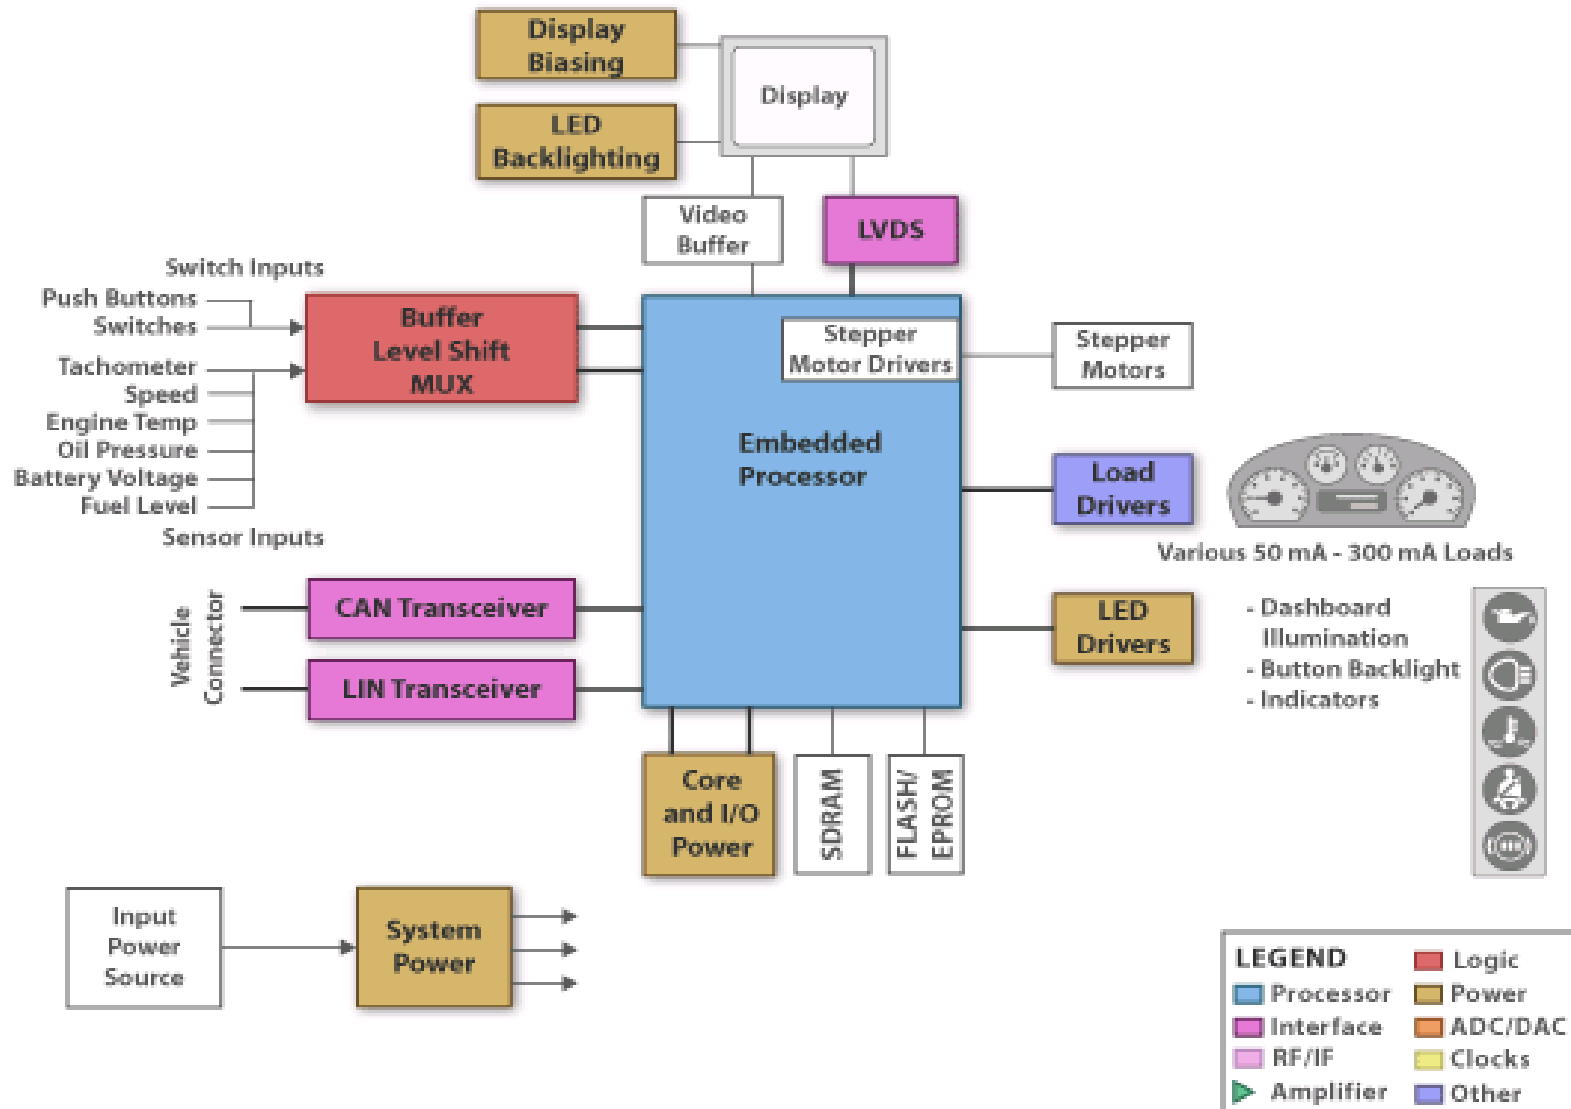 Display
Biasing
LED
Backlighting
Display
Video
Buffer
LVDS
Switch Inputs
Push Buttons
Switches
Tachometer
Speed
Engine Temp
Oil Pressure
Battery Voltage
Fuel Level
Sensor Inputs
Buffer
Level Shift
MUX
Stepper
Motor Drivers
Stepper
Motors
Embedded
Processor
Load
Drivers
Various 50 mA - 300 mA Loads
Vehicle
Connector
CAN Transceiver
LIN Transceiver
LED
Drivers
- Dashboard
Illumination
- Button Backlight
- Indicators
Core
and I/O
Power
SDRAM
FLASH/
EPROM
Input
Power
Source
System
Power
LEGEND
Processor
Interface
RF/IF
Amplifier
Logic
Power
ADC/DAC
Clocks
Other